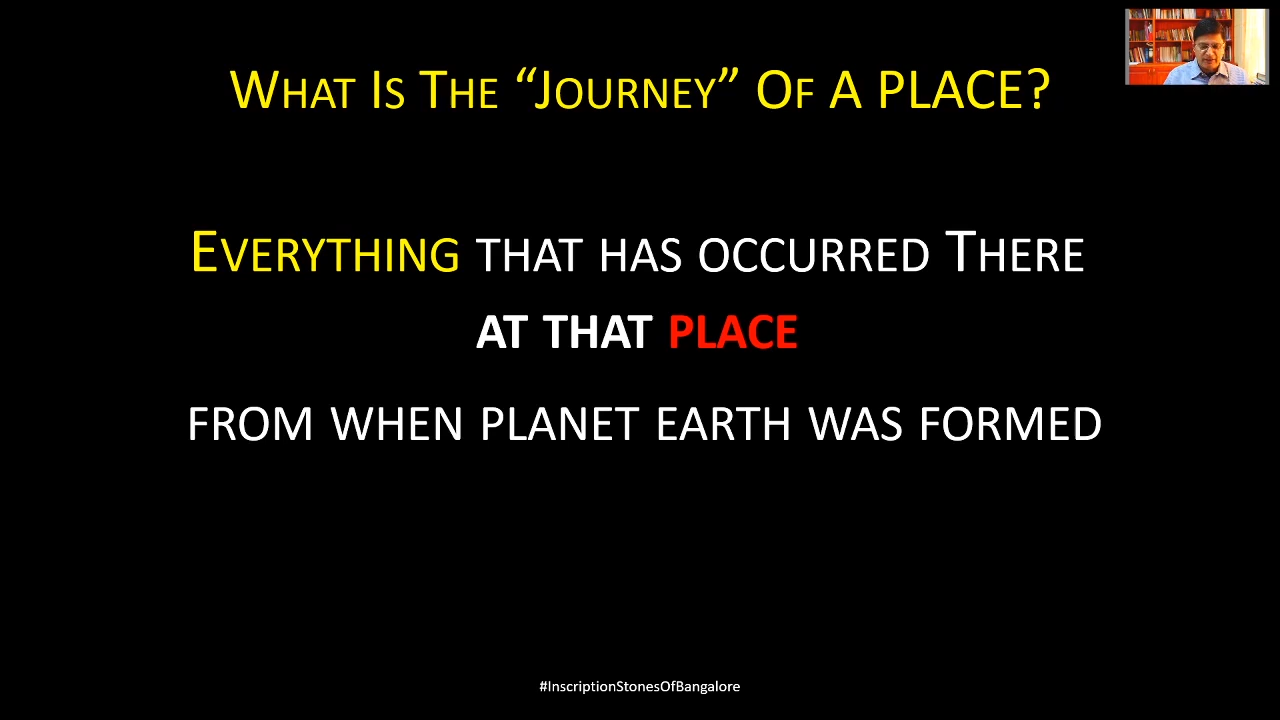 What Is The “Journey” Of A PLACE?
Everything that has occurred There
AT THAT PLACE
FROM WHEN PLANET EARTH WAS FORMED
#InscriptionStonesOfBangalore